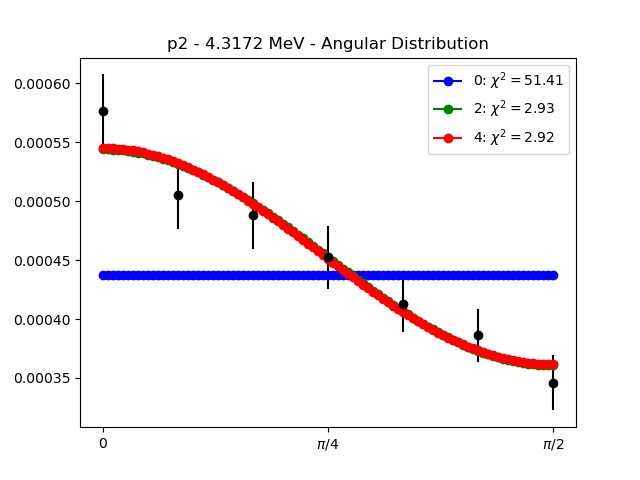 p2 - 4.3172 MeV - Angular Distribution
0: χ² = 51.41
2: χ² = 2.93
4: χ² = 2.92
0.00060
0.00055
0.00050
0.00045
0.00040
0.00035
0
π/4
π/2